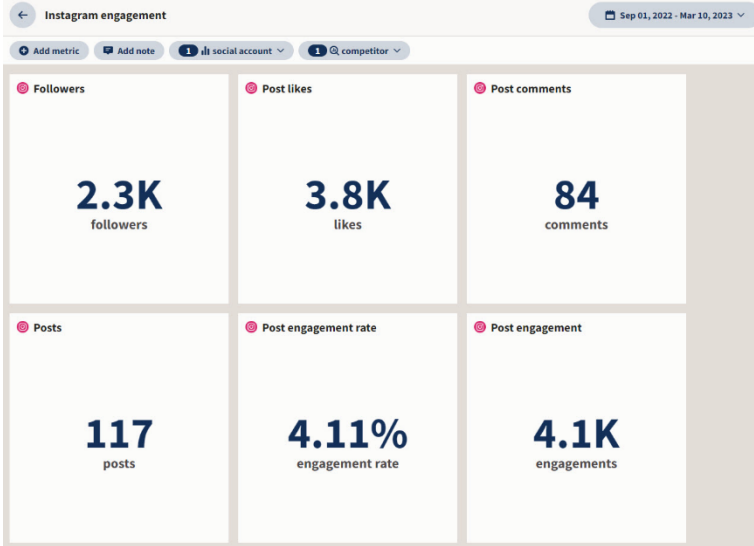 Instagram engagement
Sep 01, 2022 - Mar 10, 2023
Add metric
Add note
1 social account
1 competitor
Followers
2.3K
followers
Post likes
3.8K
likes
Post comments
84
comments
Posts
117
posts
Post engagement rate
4.11%
engagement rate
Post engagement
4.1K
engagements